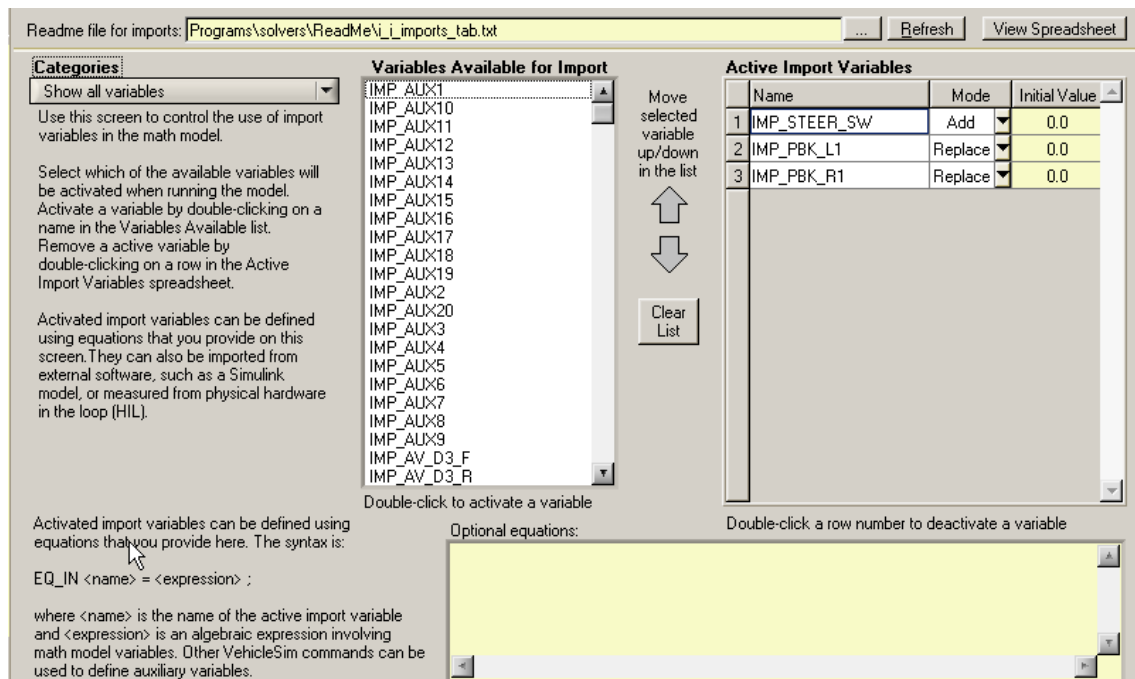 Readme file for imports: Programs\solvers\ReadMe\i_i_imports_tab.txt ... Refresh View Spreadsheet
Categories
Show all variables
Use this screen to control the use of import
variables in the math model.
Select which of the available variables will
be activated when running the model.
Activate a variable by double-clicking on a
name in the Variables Available list.
Remove a active variable by
double-clicking on a row in the Active
Import Variables spreadsheet.
Activated import variables can be defined
using equations that you provide on this
screen.They can also be imported from
external software, such as a Simulink
model, or measured from physical hardware
in the loop (HIL).
Variables Available for Import
IMP_AUX1
IMP_AUX10
IMP_AUX11
IMP_AUX12
IMP_AUX13
IMP_AUX14
IMP_AUX15
IMP_AUX16
IMP_AUX17
IMP_AUX18
IMP_AUX19
IMP_AUX2
IMP_AUX20
IMP_AUX3
IMP_AUX4
IMP_AUX5
IMP_AUX6
IMP_AUX7
IMP_AUX8
IMP_AUX9
IMP_AV_D3_F
IMP_AV_D3_R
Double-click to activate a variable
Move
selected
variable
up/down
in the list
Clear
List
Active Import Variables
Name Mode Initial Value
1 IMP_STEER_SW Add 0.0
2 IMP_PBK_L1 Replace 0.0
3 IMP_PBK_R1 Replace 0.0
Double-click a row number to deactivate a variable
Activated import variables can be defined using
equations that you provide here. The syntax is:
EQ_IN <name> = <expression> ;
where <name> is the name of the active import variable
and <expression> is an algebraic expression involving
math model variables. Other VehicleSim commands can be
used to define auxiliary variables.
Optional equations: